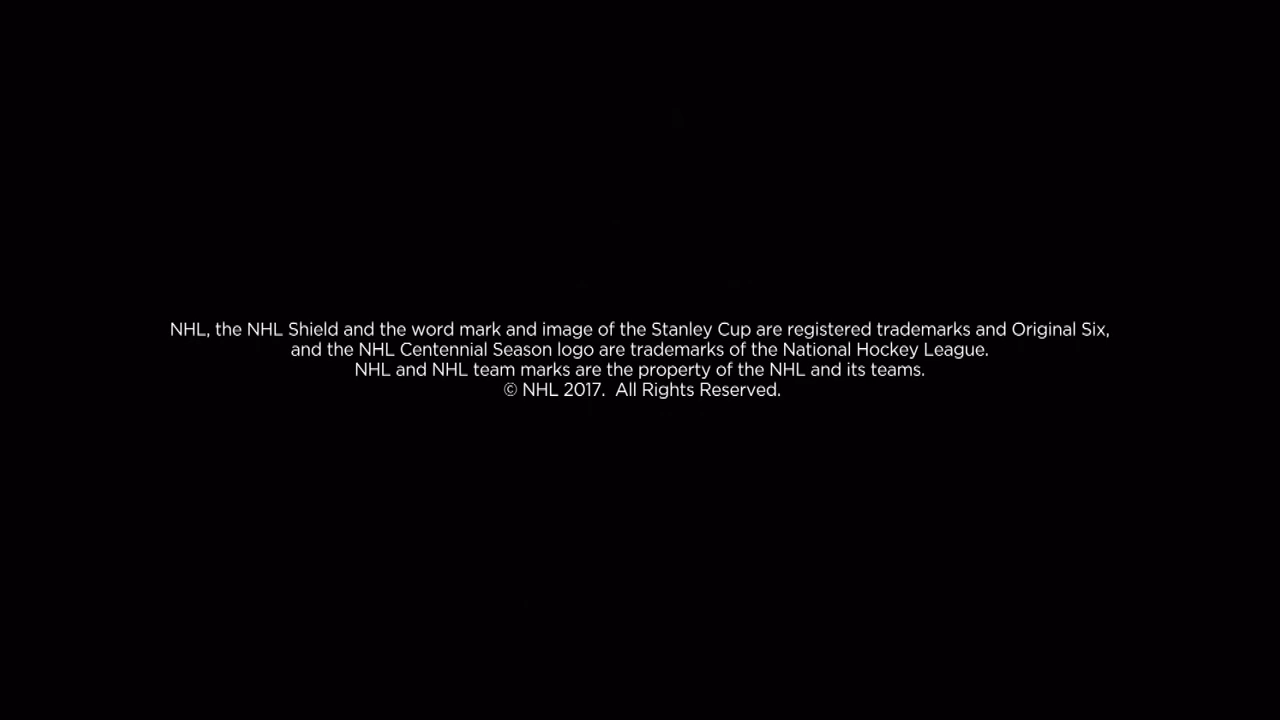 NHL, the NHL Shield and the word mark and image of the Stanley Cup are registered trademarks and Original Six,
and the NHL Centennial Season logo are trademarks of the National Hockey League.
NHL and NHL team marks are the property of the NHL and its teams.
© NHL 2017.  All Rights Reserved.